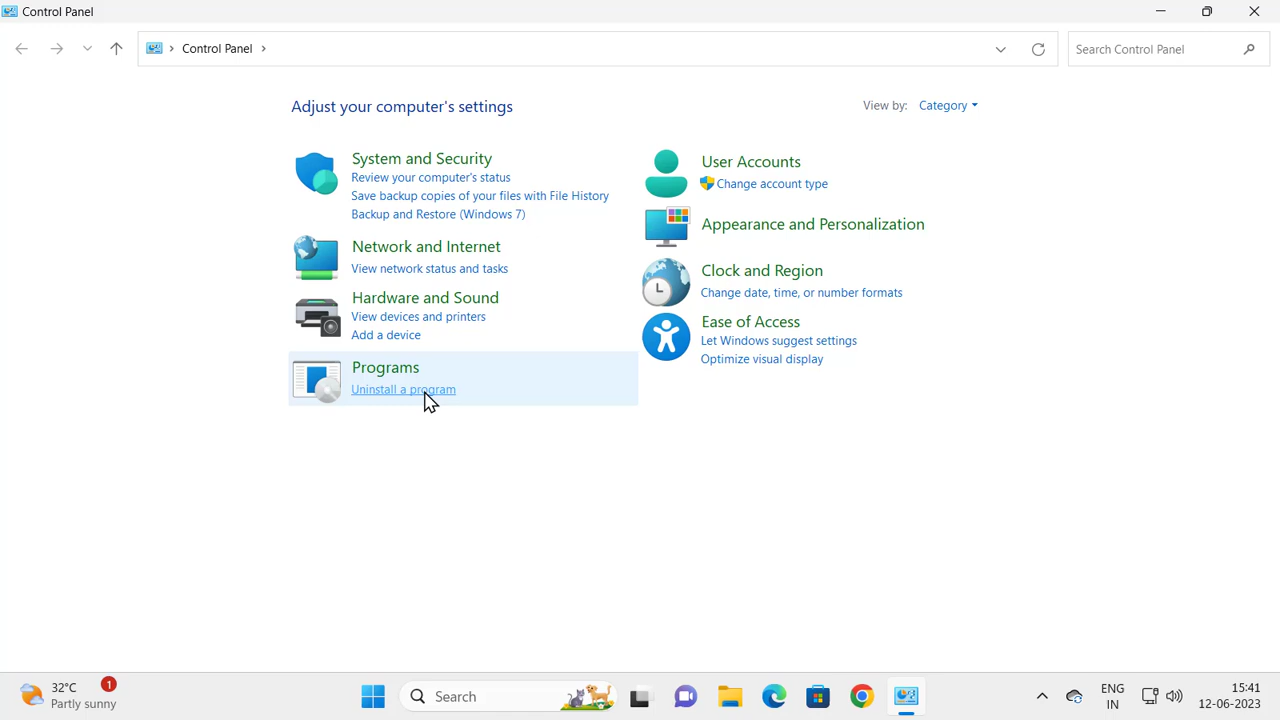 Control Panel
Control Panel
Search Control Panel
Adjust your computer's settings
View by: Category
System and Security
Review your computer's status
Save backup copies of your files with File History
Backup and Restore (Windows 7)
Network and Internet
View network status and tasks
Hardware and Sound
View devices and printers
Add a device
Programs
Uninstall a program
User Accounts
Change account type
Appearance and Personalization
Clock and Region
Change date, time, or number formats
Ease of Access
Let Windows suggest settings
Optimize visual display
32°C
Partly sunny
1
Search
ENG
IN
15:41
12-06-2023